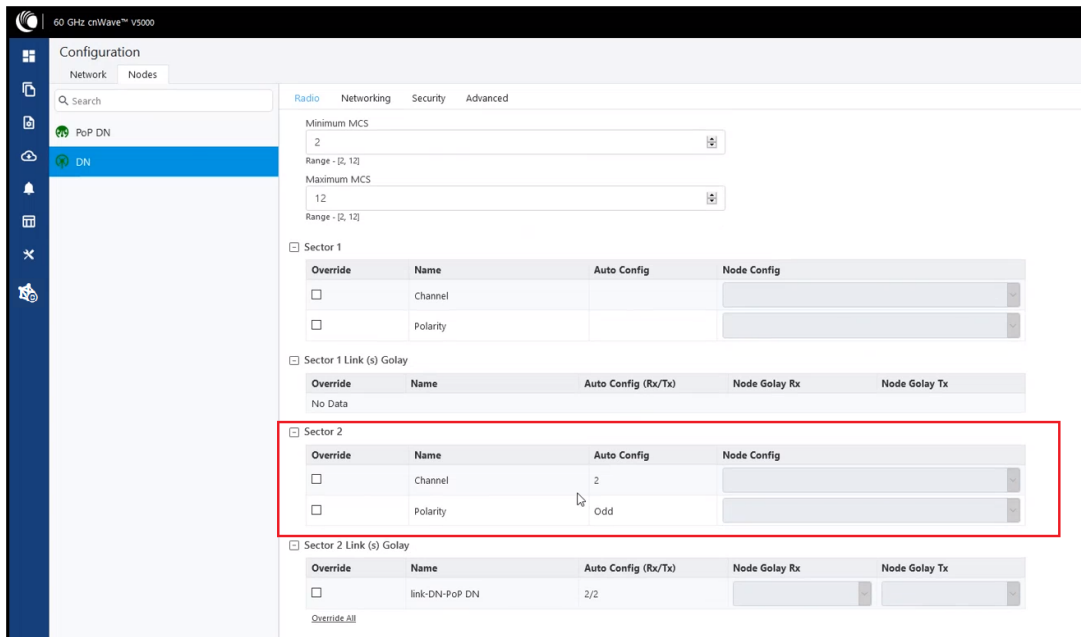 60 GHz cnWave™ V5000
Configuration
Network Nodes
Search
PoP DN
DN
Radio Networking Security Advanced
Minimum MCS
2
Range - [2, 12]
Maximum MCS
12
Range - [2, 12]
Sector 1
Override Name Auto Config Node Config
Channel
Polarity
Sector 1 Link (s) Golay
Override Name Auto Config (Rx/Tx) Node Golay Rx Node Golay Tx
No Data
Sector 2
Override Name Auto Config Node Config
Channel 2
Polarity Odd
Sector 2 Link (s) Golay
Override Name Auto Config (Rx/Tx) Node Golay Rx Node Golay Tx
link-DN-PoP DN 2/2
Override All